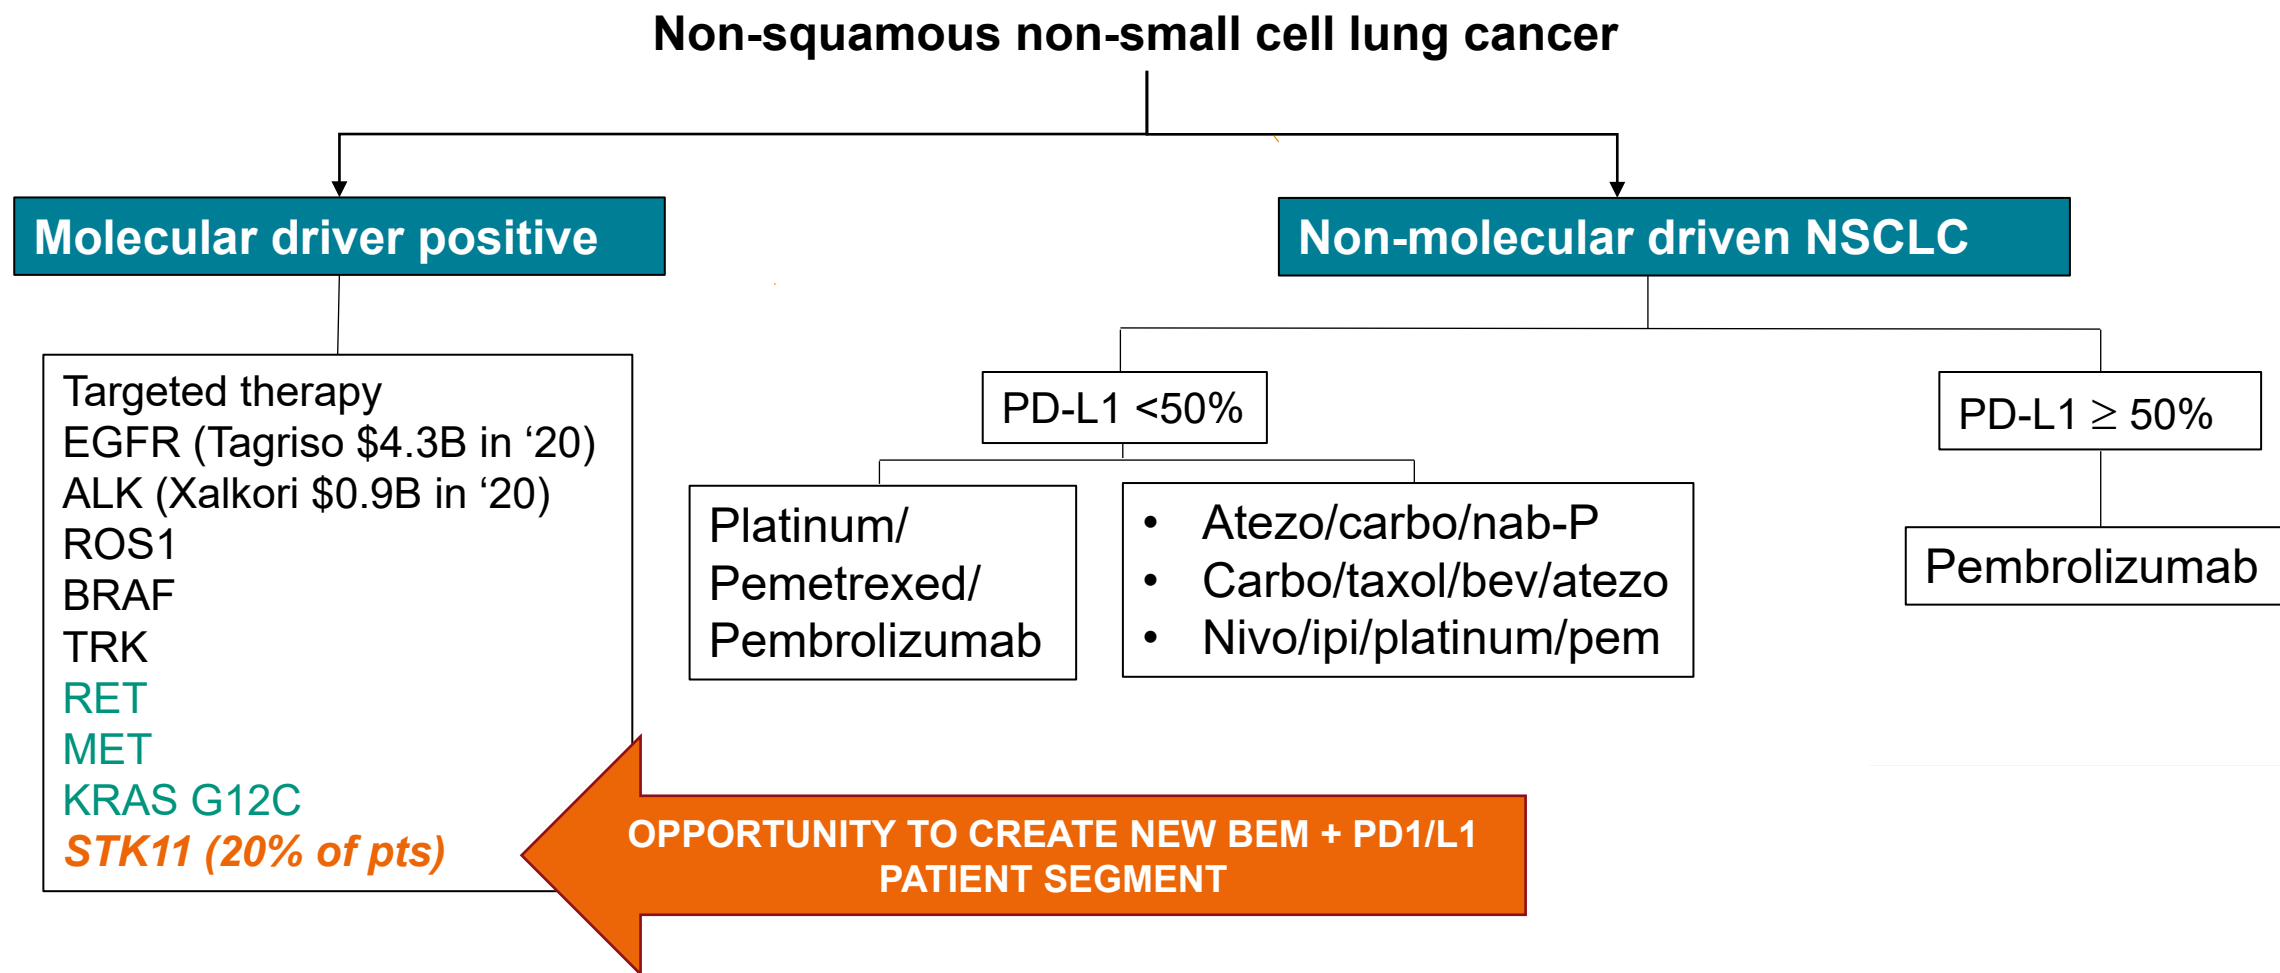 Non-squamous non-small cell lung cancer
Molecular driver positive
Non-molecular driven NSCLC
Targeted therapy
EGFR (Tagriso $4.3B in ‘20)
ALK (Xalkori $0.9B in ‘20)
ROS1
BRAF
TRK
RET
MET
KRAS G12C
STK11 (20% of pts)
PD-L1 <50%
PD-L1 ≥ 50%
Platinum/
Pemetrexed/
Pembrolizumab
• Atezo/carbo/nab-P
• Carbo/taxol/bev/atezo
• Nivo/ipi/platinum/pem
Pembrolizumab
OPPORTUNITY TO CREATE NEW BEM + PD1/L1
PATIENT SEGMENT